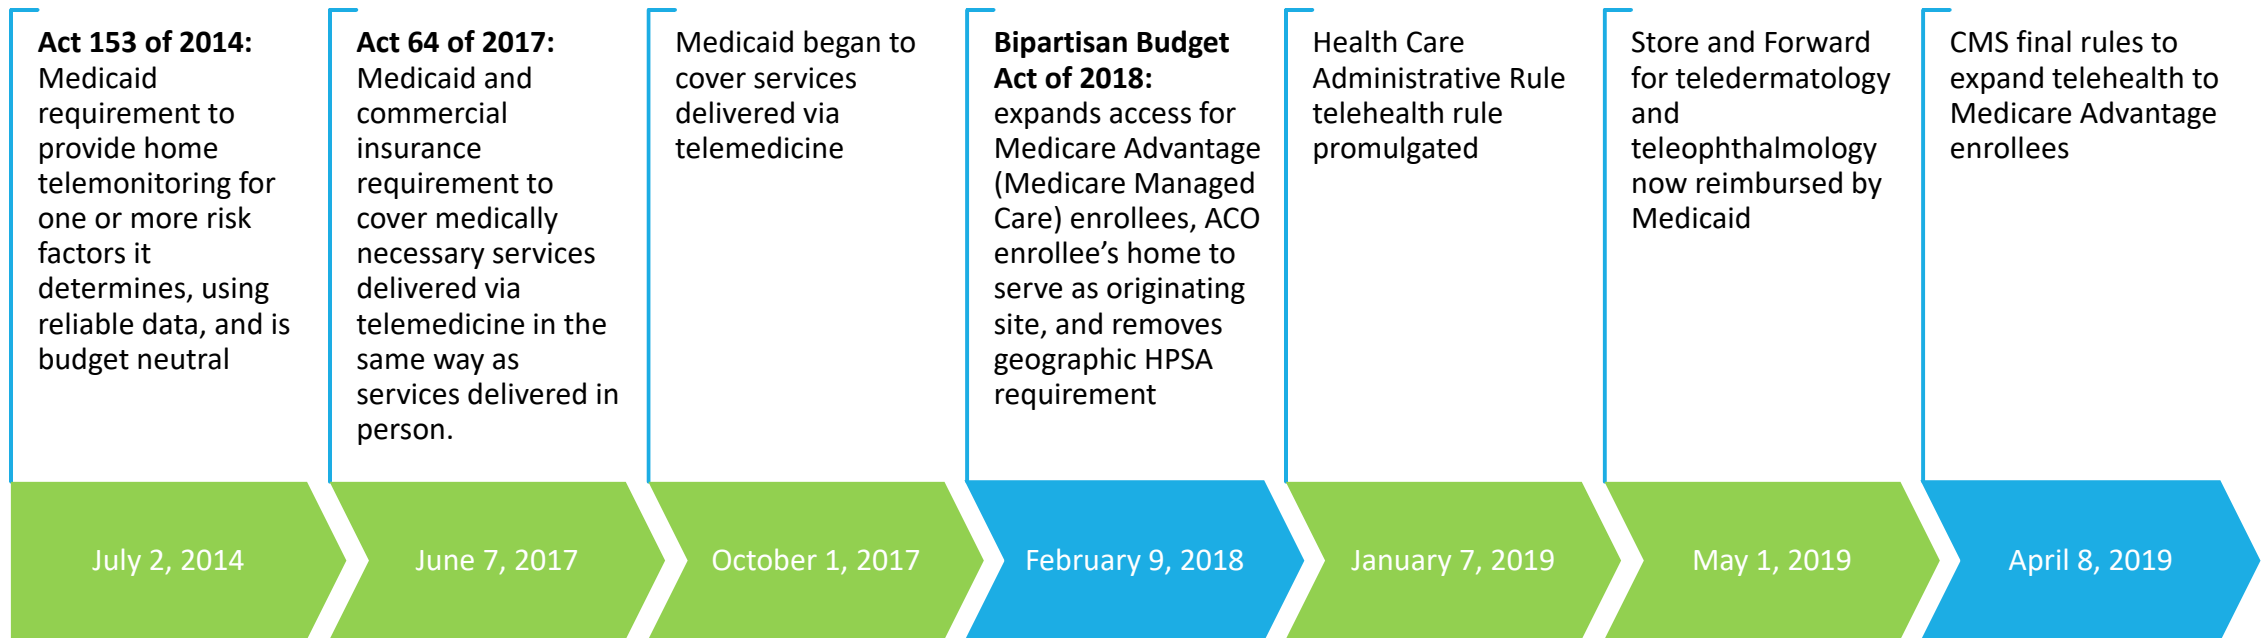 Act 153 of 2014:
Medicaid
requirement to
provide home
telemonitoring for
one or more risk
factors it
determines, using
reliable data, and is
budget neutral
Act 64 of 2017:
Medicaid and
commercial
insurance
requirement to
cover medically
necessary services
delivered via
telemedicine in the
same way as
services delivered in
person.
Medicaid began to
cover services
delivered via
telemedicine
Bipartisan Budget
Act of 2018:
expands access for
Medicare Advantage
(Medicare Managed
Care) enrollees, ACO
enrollee’s home to
serve as originating
site, and removes
geographic HPSA
requirement
Health Care
Administrative Rule
telehealth rule
promulgated
Store and Forward
for teledermatology
and
teleophthalmology
now reimbursed by
Medicaid
CMS final rules to
expand telehealth to
Medicare Advantage
enrollees
July 2, 2014
June 7, 2017
October 1, 2017
February 9, 2018
January 7, 2019
May 1, 2019
April 8, 2019